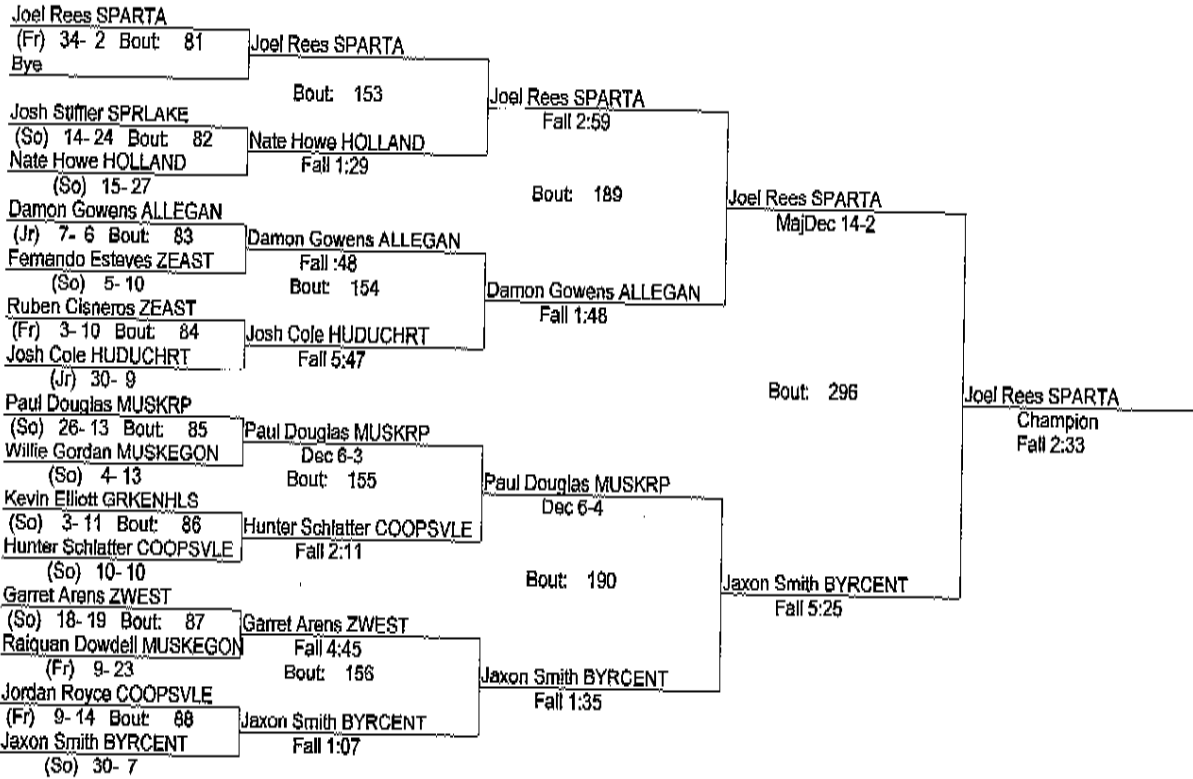 Joel Rees SPARTA
(Fr) 34- 2 Bout: 81
Bye
Josh Stiffler SPRLAKE
(So) 14- 24 Bout: 82
Nate Howe HOLLAND
(So) 15- 27
Damon Gowens ALLEGAN
(Jr) 7- 6 Bout: 83
Fernando Esteves ZEAST
(So) 5- 10
Ruben Cisneros ZEAST
(Fr) 3- 10 Bout: 84
Josh Cole HUDUCHRT
(Jr) 30- 9
Paul Douglas MUSKRP
(So) 26- 13 Bout: 85
Willie Gordan MUSKEGON
(So) 4- 13
Kevin Elliott GRKENHLS
(So) 3- 11 Bout: 86
Hunter Schlatter COOPSVLE
(So) 10- 10
Garret Arens ZWEST
(So) 18- 19 Bout: 87
Raiquan Dowdell MUSKEGON
(Fr) 9- 23
Jordan Royce COOPSVLE
(Fr) 9- 14 Bout: 88
Jaxon Smith BYRCENT
(So) 30- 7
Joel Rees SPARTA
Bout: 153
Nate Howe HOLLAND
Fall 1:29
Damon Gowens ALLEGAN
Fall :48
Bout: 154
Josh Cole HUDUCHRT
Fall 5:47
Paul Douglas MUSKRP
Dec 6-3
Bout: 155
Hunter Schlatter COOPSVLE
Fall 2:11
Garret Arens ZWEST
Fall 4:45
Bout: 156
Jaxon Smith BYRCENT
Fall 1:07
Joel Rees SPARTA
Fall 2:59
Bout: 189
Damon Gowens ALLEGAN
Fall 1:48
Paul Douglas MUSKRP
Dec 6-4
Bout: 190
Jaxon Smith BYRCENT
Fall 1:35
Joel Rees SPARTA
MajDec 14-2
Bout: 296
Jaxon Smith BYRCENT
Fall 5:25
Joel Rees SPARTA
Champion
Fall 2:33